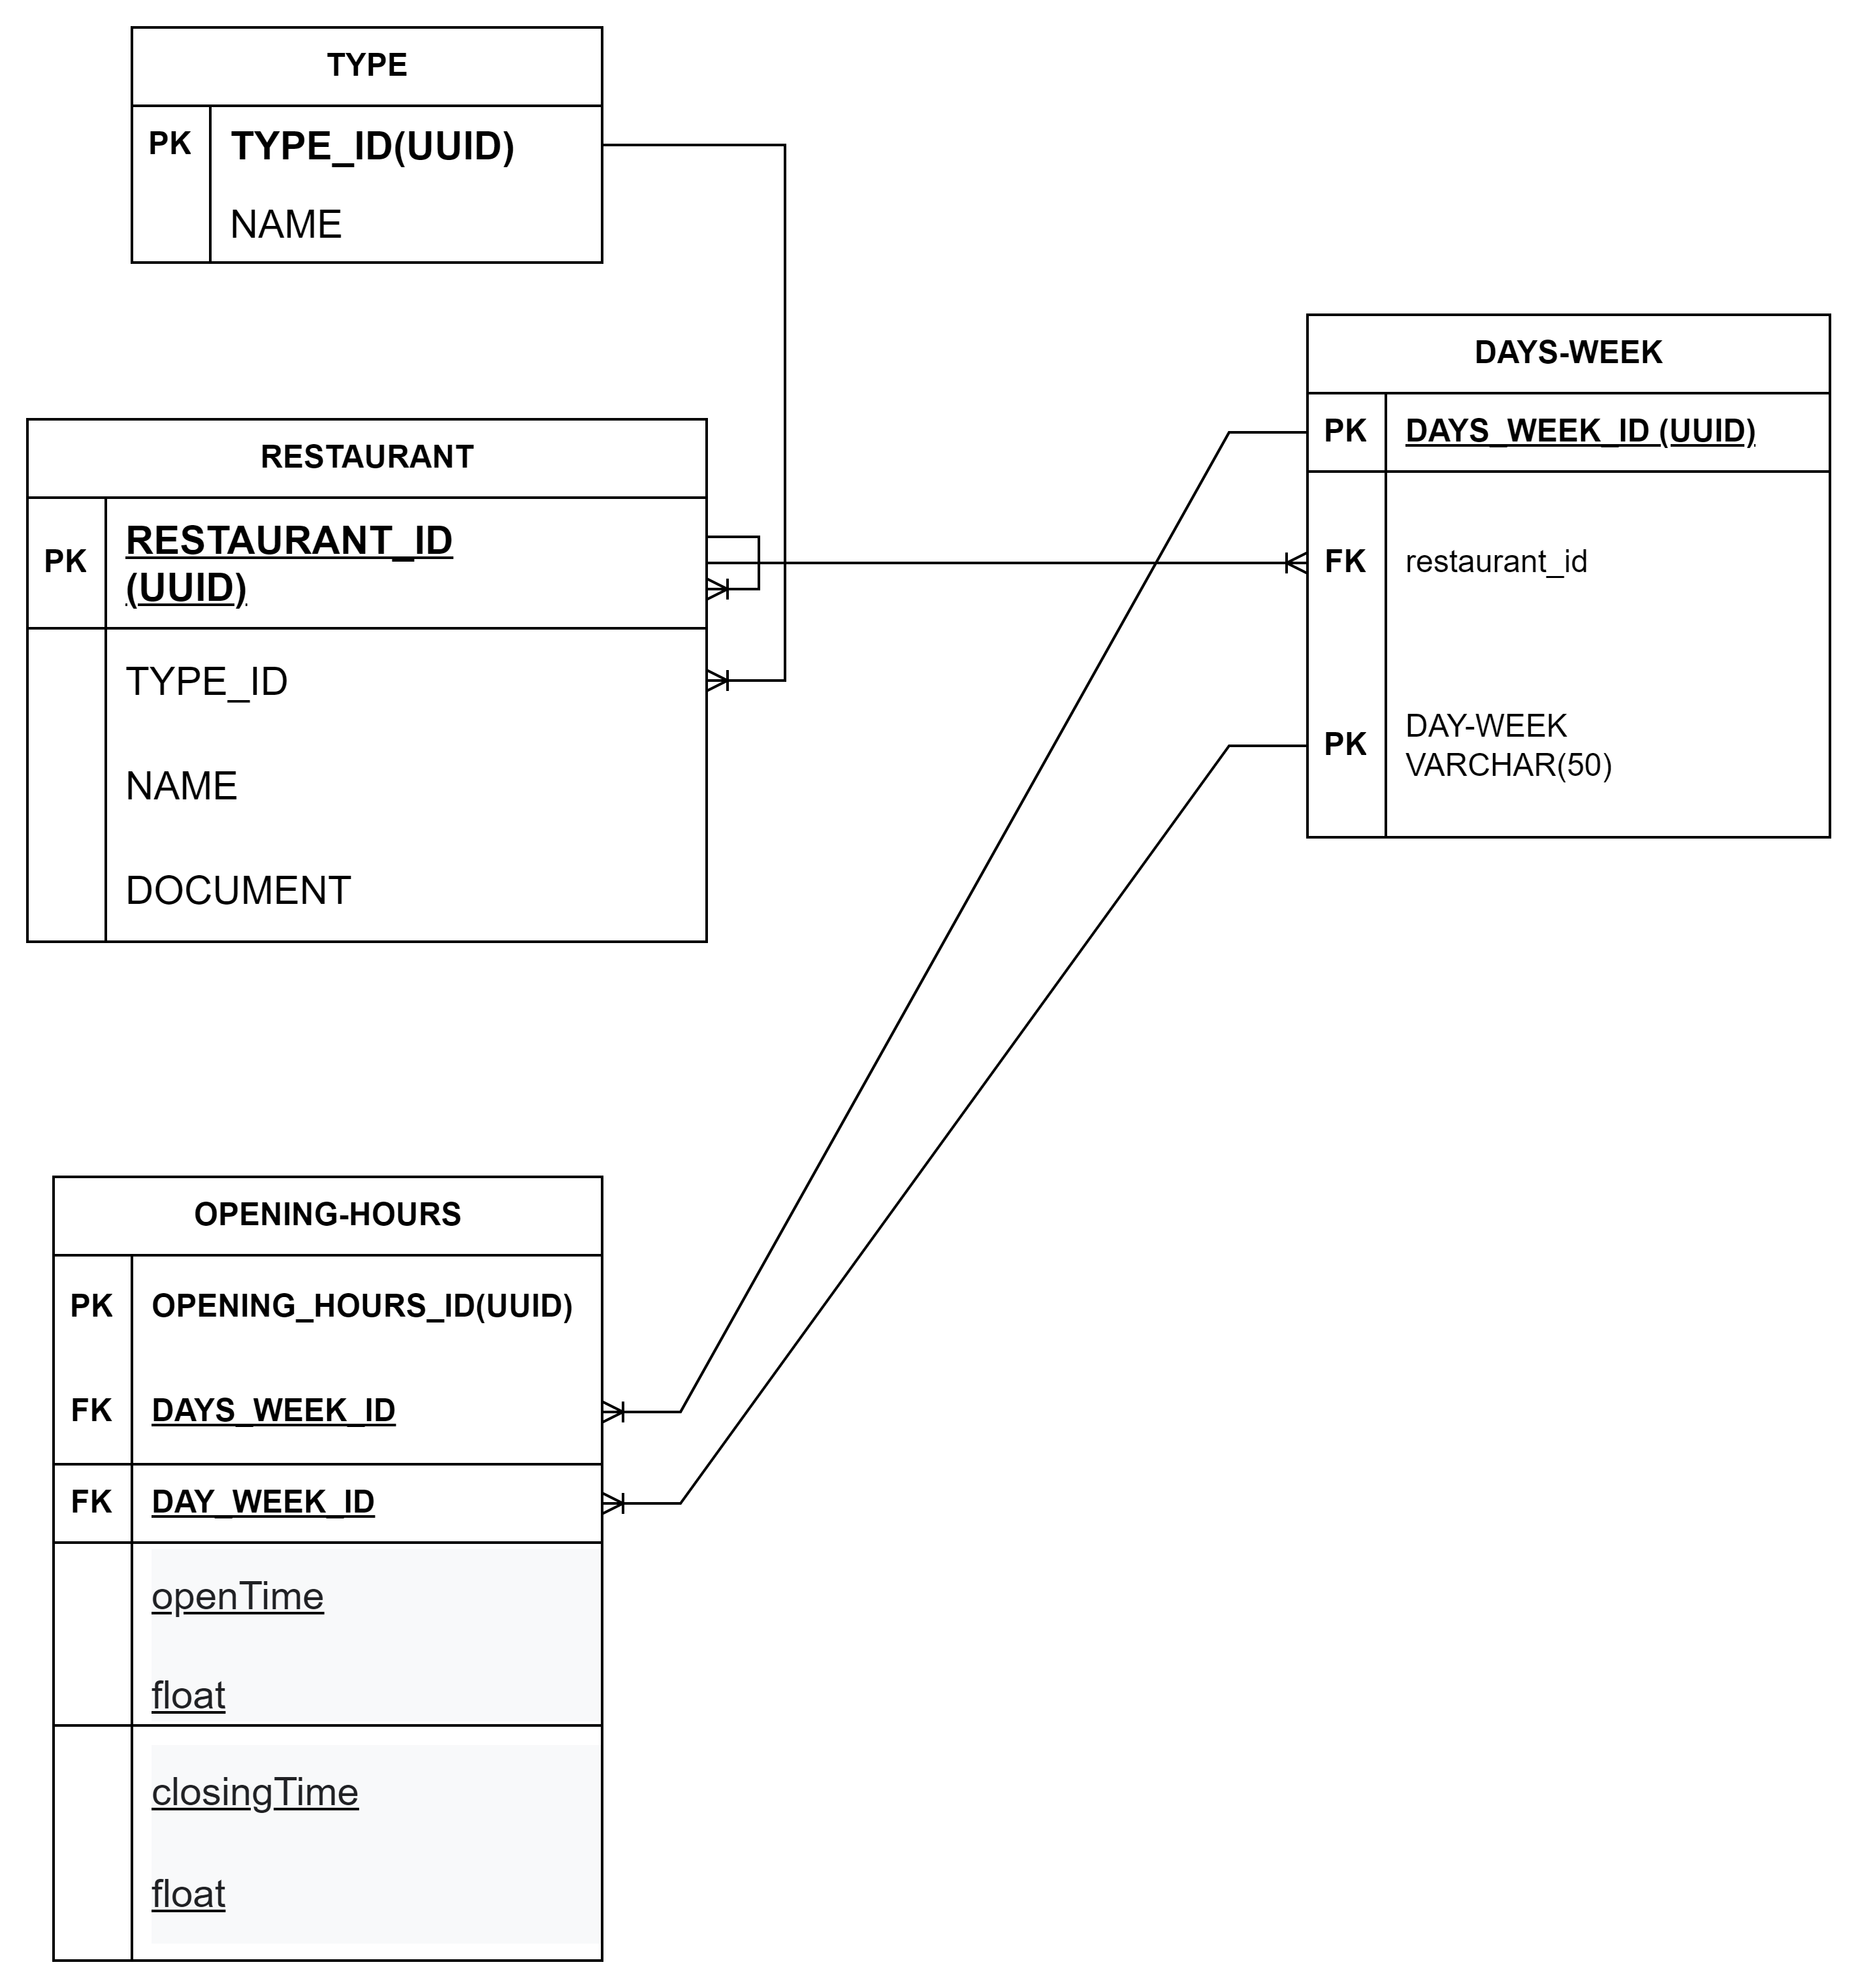 TYPE
PK
TYPE_ID(UUID)
NAME
RESTAURANT
PK
RESTAURANT_ID
(UUID)
TYPE_ID
NAME
DOCUMENT
DAYS-WEEK
PK
DAYS_WEEK_ID (UUID)
FK
restaurant_id
PK
DAY-WEEK
VARCHAR(50)
OPENING-HOURS
PK
OPENING_HOURS_ID(UUID)
FK
DAYS_WEEK_ID
FK
DAY_WEEK_ID
openTime
float
closingTime
float